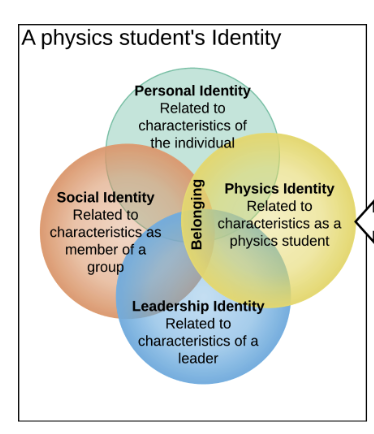 A physics student's Identity
Personal Identity
Related to
characteristics of
the individual
Social Identity
Related to
characteristics as
member of a
group
Belonging
Physics Identity
Related to
characteristics as a
physics student
Leadership Identity
Related to
characteristics of a
leader